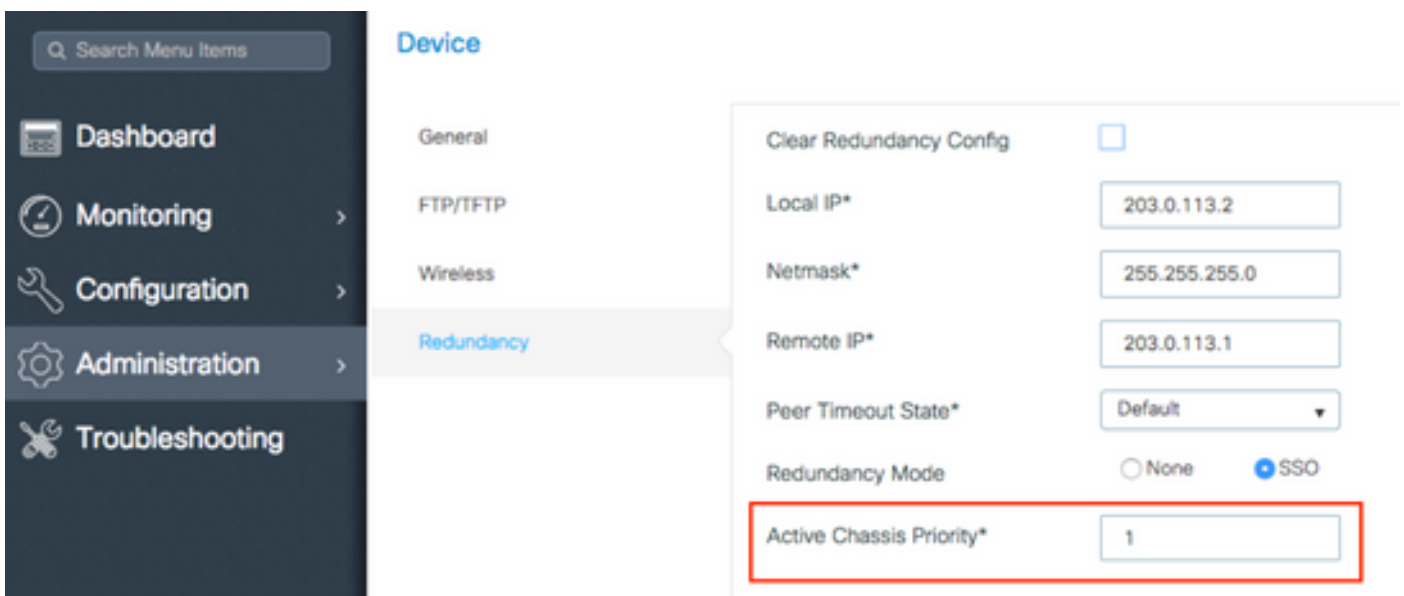 Search Menu Items
Dashboard
Monitoring
Configuration
Administration
Troubleshooting
Device
General
FTP/TFTP
Wireless
Redundancy
Clear Redundancy Config
Local IP* 203.0.113.2
Netmask* 255.255.255.0
Remote IP* 203.0.113.1
Peer Timeout State* Default
Redundancy Mode None SSO
Active Chassis Priority* 1